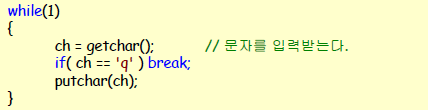 while(1)
{
ch = getchar(); // 문자를 입력받는다.
if( ch == 'q' ) break;
putchar(ch);
}